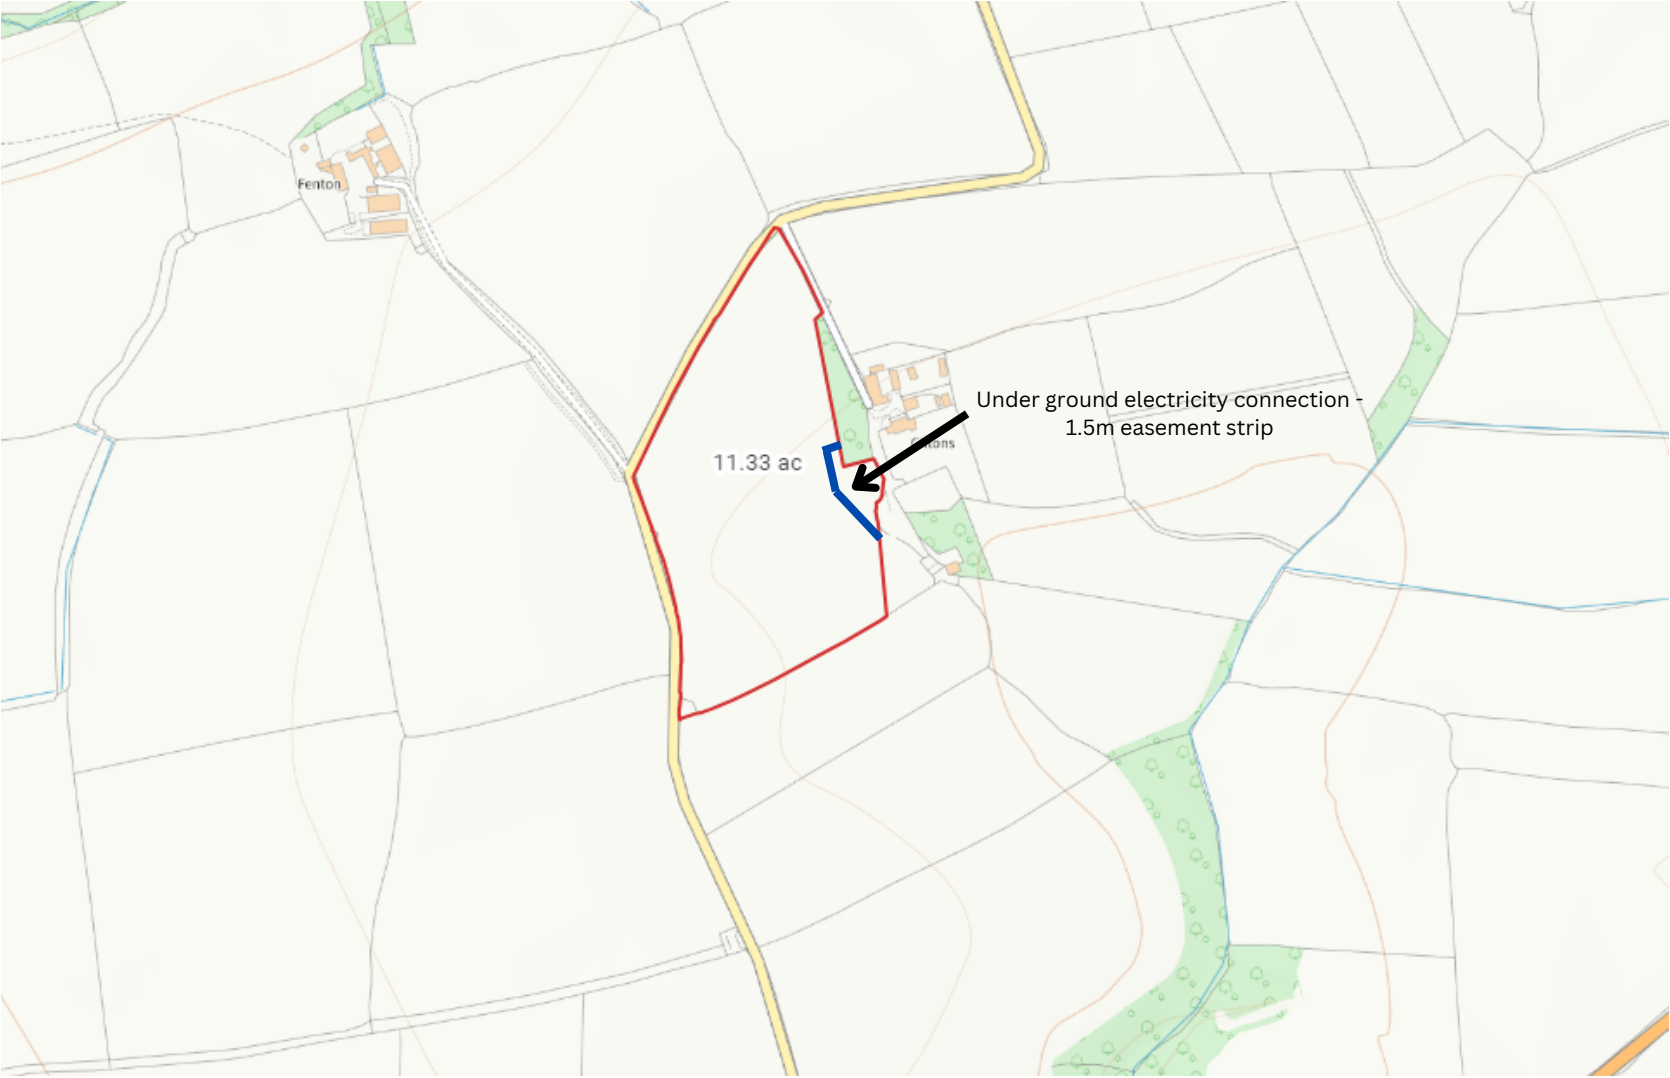 Fenton
Under ground electricity connection -
1.5m easement strip
11.33 ac